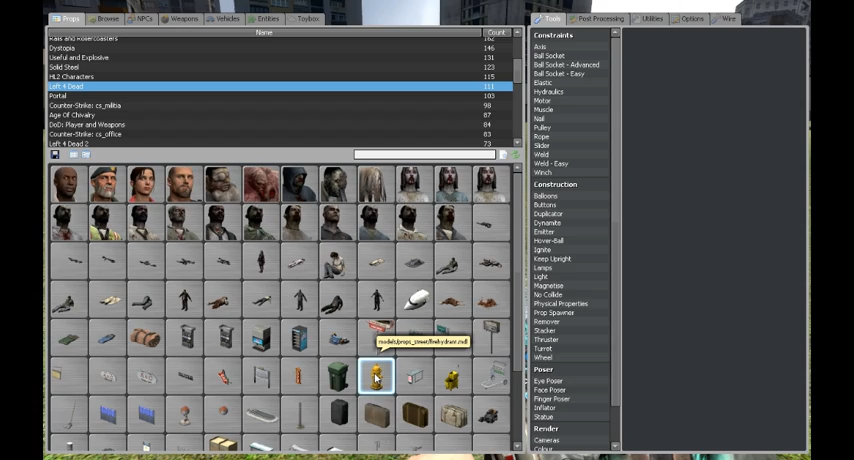 Props Browse NPCs Weapons Vehicles Entities Toybox
Tools Post Processing Utilities Options Wire
Name Count
Rails and Rollercoasters 162
Dystopia 146
Useful and Explosive 131
Solid Steel 123
HL2 Characters 115
Left 4 Dead 111
Portal 103
Counter-Strike: cs_militia 98
Age Of Chivalry 87
DoD: Player and Weapons 84
Counter-Strike: cs_office 83
Left 4 Dead 2 73
models/props_street/firehydrant.mdl
Constraints
Axis
Ball Socket
Ball Socket - Advanced
Ball Socket - Easy
Elastic
Hydraulics
Motor
Muscle
Nail
Pulley
Rope
Slider
Weld
Weld - Easy
Winch
Construction
Balloons
Buttons
Duplicator
Dynamite
Emitter
Hover-Ball
Ignite
Keep Upright
Lamps
Light
Magnetise
No Collide
Physical Properties
Prop Spawner
Remover
Stacker
Thruster
Turret
Wheel
Poser
Eye Poser
Face Poser
Finger Poser
Inflator
Statue
Render
Cameras
Colour